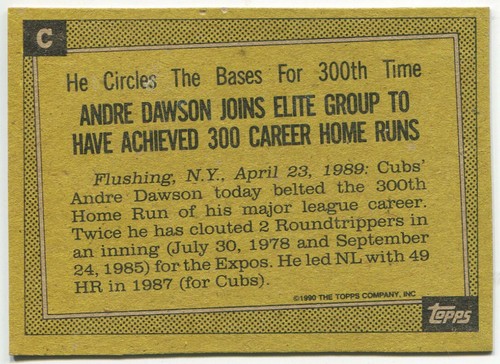 C
He Circles The Bases For 300th Time
ANDRE DAWSON JOINS ELITE GROUP TO
HAVE ACHIEVED 300 CAREER HOME RUNS
Flushing, N.Y., April 23, 1989: Cubs'
Andre Dawson today belted the 300th
Home Run of his major league career.
Twice he has clouted 2 Roundtrippers in
an inning (July 30, 1978 and September
24, 1985) for the Expos. He led NL with 49
HR in 1987 (for Cubs).
©1990 THE TOPPS COMPANY, INC
topps